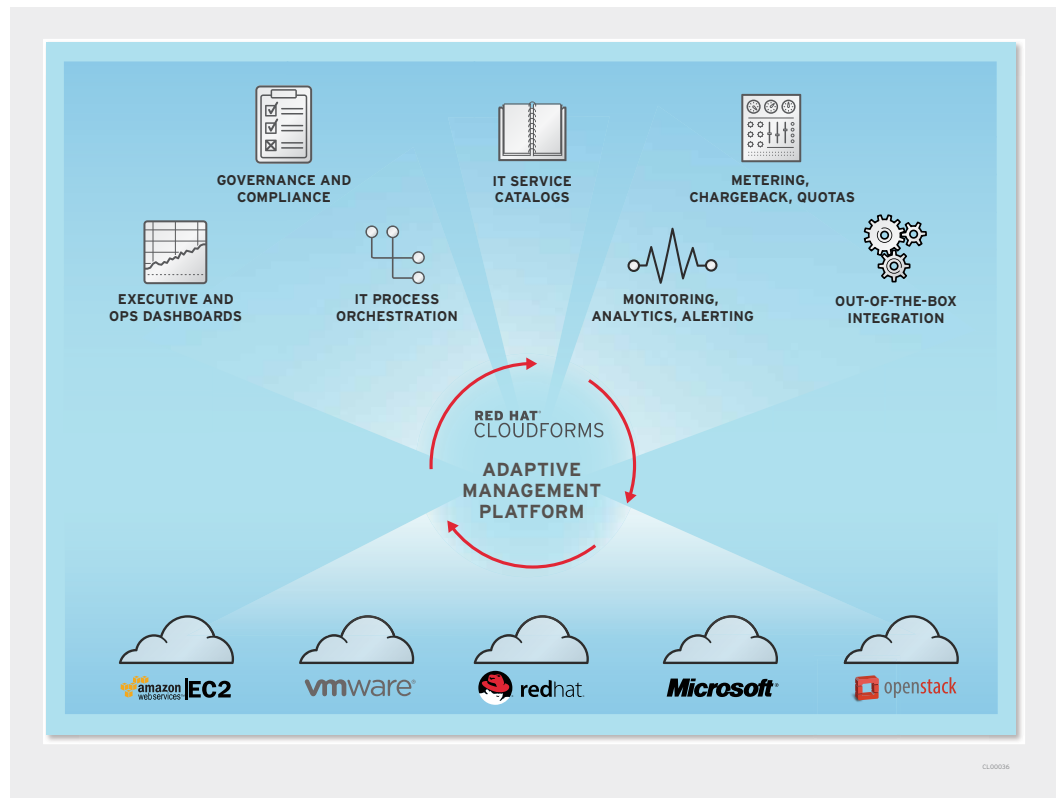 GOVERNANCE AND
COMPLIANCE
IT SERVICE
CATALOGS
METERING,
CHARGEBACK, QUOTAS
EXECUTIVE AND
OPS DASHBOARDS
IT PROCESS
ORCHESTRATION
MONITORING,
ANALYTICS, ALERTING
OUT-OF-THE-BOX
INTEGRATION
RED HAT®
CLOUDFORMS
ADAPTIVE
MANAGEMENT
PLATFORM
amazon
webservices™
EC2
vmware®
redhat.
Microsoft®
openstack
CL00036